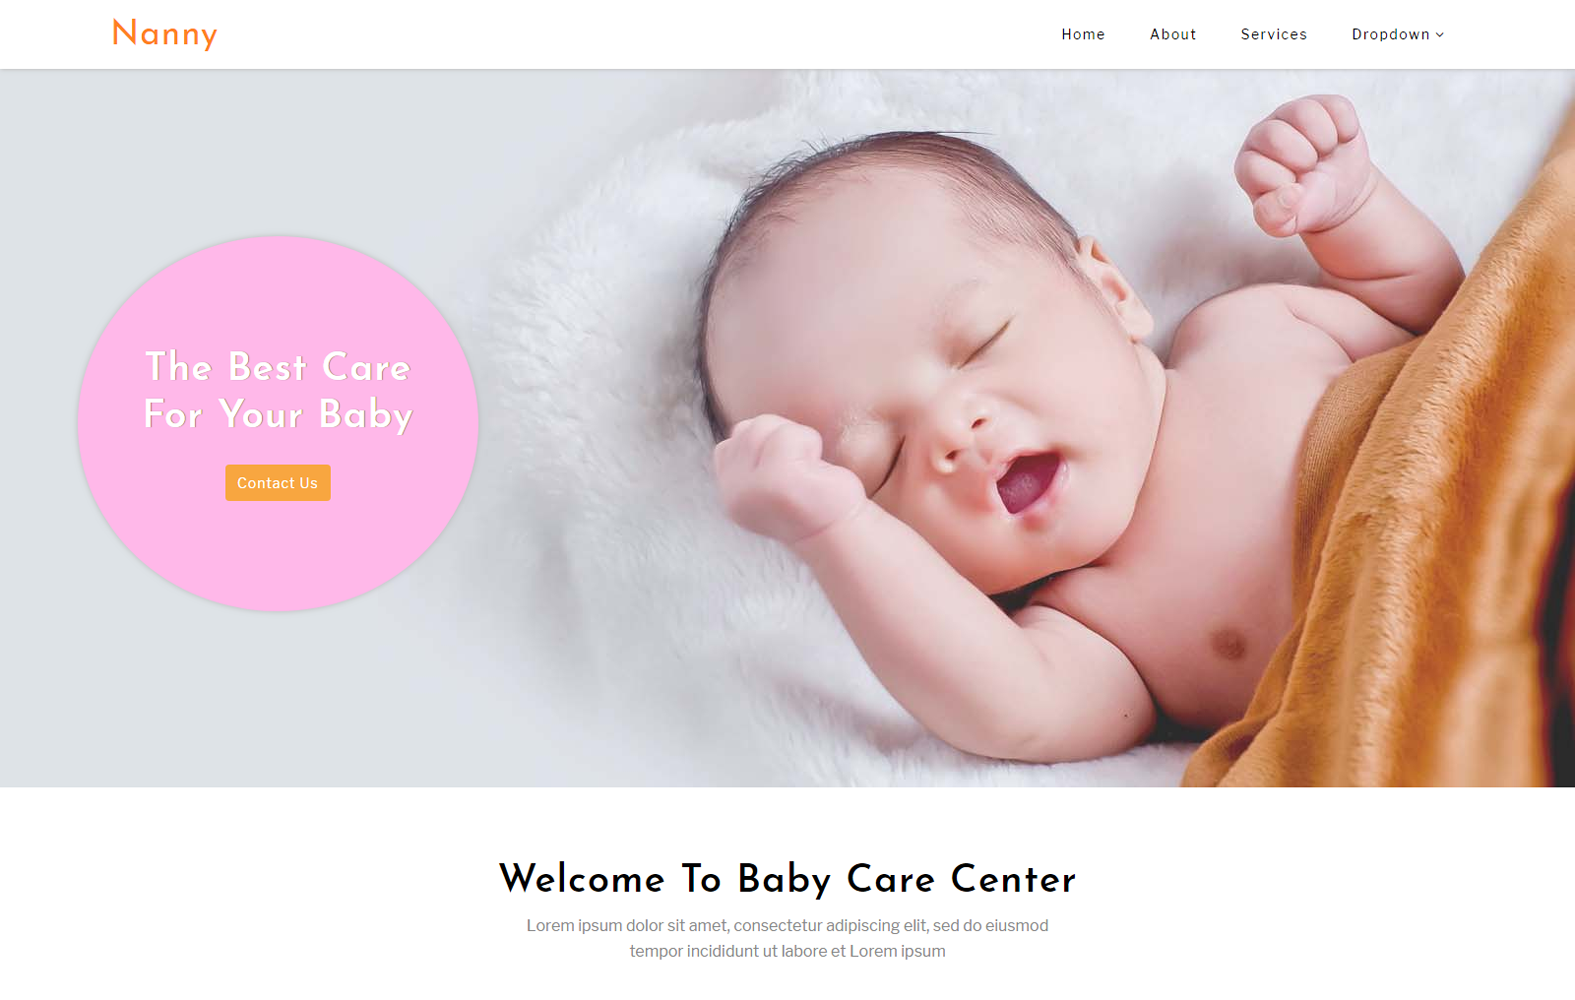 Nanny
Home About Services Dropdown
The Best Care
For Your Baby
Contact Us
Welcome To Baby Care Center
Lorem ipsum dolor sit amet, consectetur adipiscing elit, sed do eiusmod
tempor incididunt ut labore et Lorem ipsum